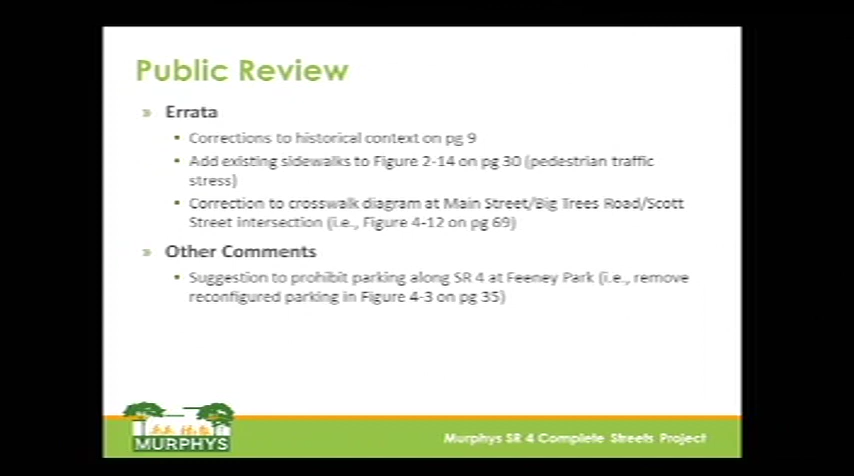 Public Review
» Errata
• Corrections to historical context on pg 9
• Add existing sidewalks to Figure 2-14 on pg 30 (pedestrian traffic
stress)
• Correction to crosswalk diagram at Main Street/Big Trees Road/Scott
Street intersection (i.e., Figure 4-12 on pg 69)
» Other Comments
• Suggestion to prohibit parking along SR 4 at Feeney Park (i.e., remove
reconfigured parking in Figure 4-3 on pg 35)
MURPHYS
Murphys SR 4 Complete Streets Project